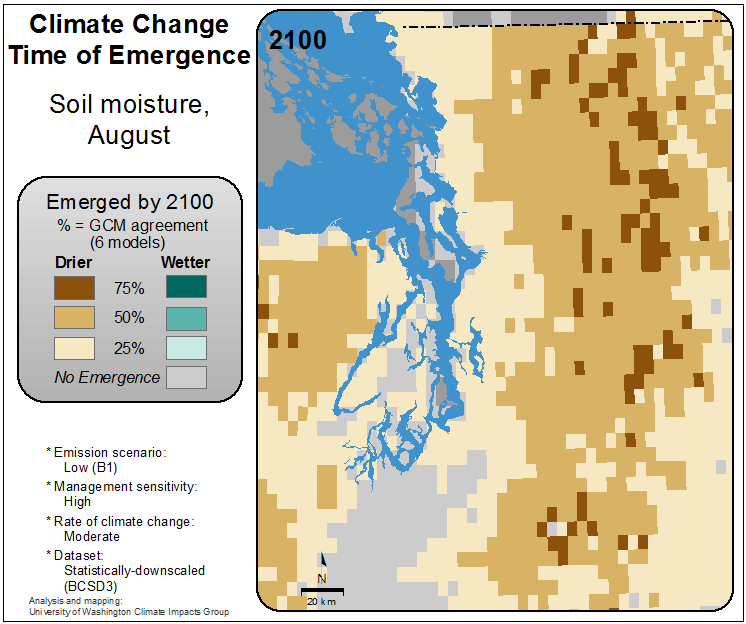 Climate Change
Time of Emergence
Soil moisture,
August
Emerged by 2100
% = GCM agreement
(6 models)
Drier Wetter
75%
50%
25%
No Emergence
* Emission scenario:
Low (B1)
* Management sensitivity:
High
* Rate of climate change:
Moderate
* Dataset:
Statistically-downscaled
(BCSD3)
Analysis and mapping:
University of Washington Climate Impacts Group
2100
N
20 km